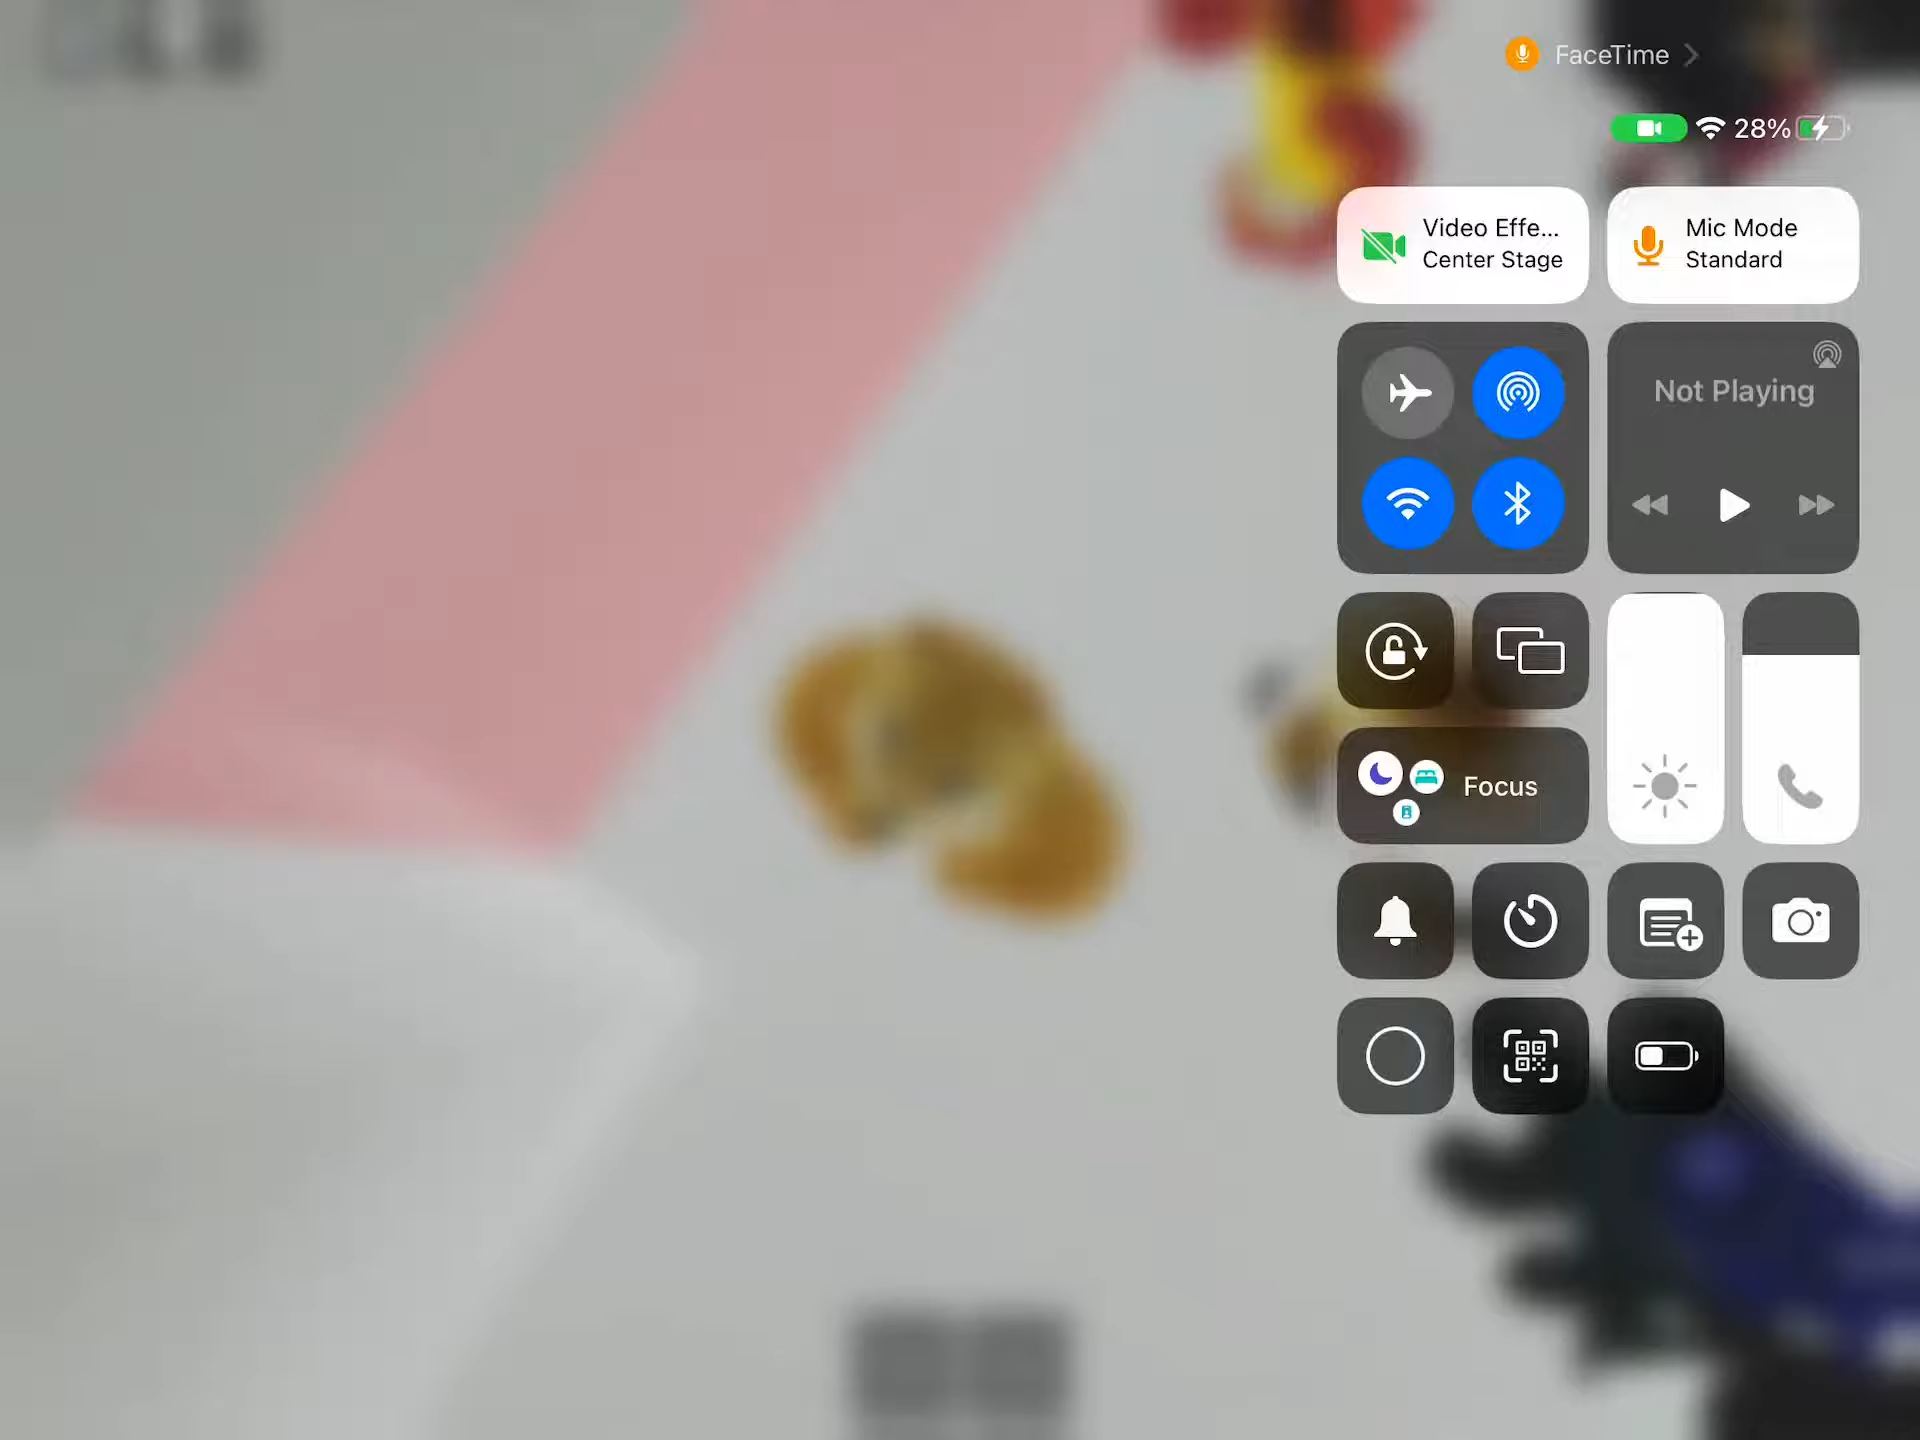 FaceTime
28%
Video Effe...
Center Stage
Mic Mode
Standard
Not Playing
Focus